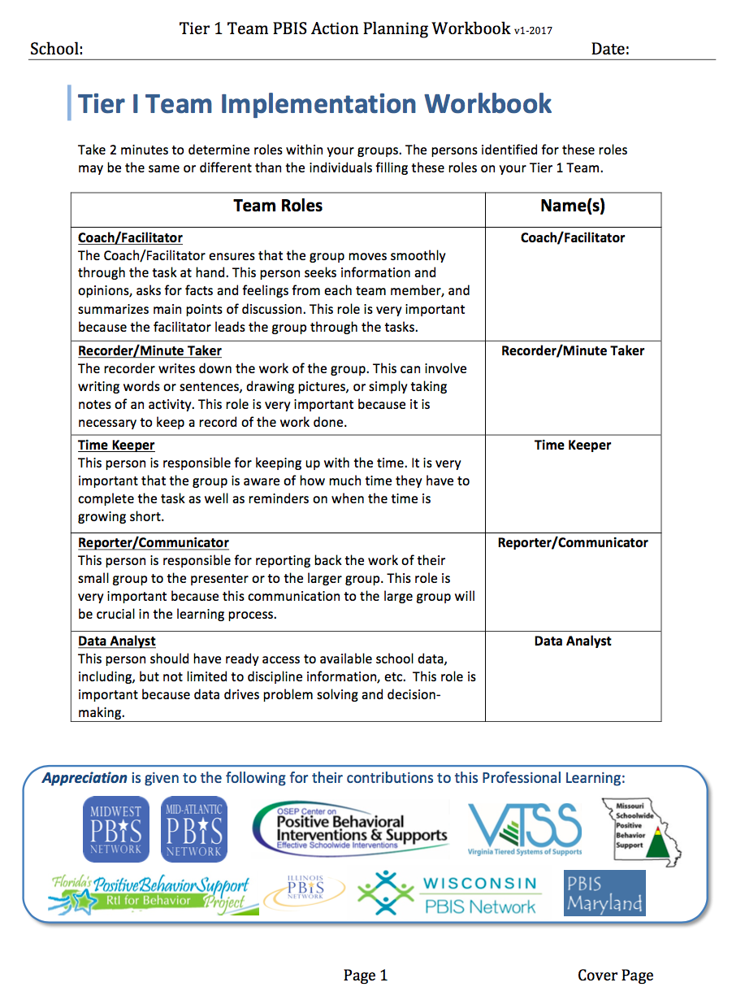 Tier 1 Team PBIS Action Planning Workbook v1-2017
School: Date:
Tier I Team Implementation Workbook
Take 2 minutes to determine roles within your groups. The persons identified for these roles
may be the same or different than the individuals filling these roles on your Tier 1 Team.
Team Roles Name(s)
Coach/Facilitator Coach/Facilitator
The Coach/Facilitator ensures that the group moves smoothly
through the task at hand. This person seeks information and
opinions, asks for facts and feelings from each team member, and
summarizes main points of discussion. This role is very important
because the facilitator leads the group through the tasks.
Recorder/Minute Taker Recorder/Minute Taker
The recorder writes down the work of the group. This can involve
writing words or sentences, drawing pictures, or simply taking
notes of an activity. This role is very important because it is
necessary to keep a record of the work done.
Time Keeper Time Keeper
This person is responsible for keeping up with the time. It is very
important that the group is aware of how much time they have to
complete the task as well as reminders on when the time is
growing short.
Reporter/Communicator Reporter/Communicator
This person is responsible for reporting back the work of their
small group to the presenter or to the larger group. This role is
very important because this communication to the large group will
be crucial in the learning process.
Data Analyst Data Analyst
This person should have ready access to available school data,
including, but not limited to discipline information, etc.  This role is
important because data drives problem solving and decision-
making.
Appreciation is given to the following for their contributions to this Professional Learning:
MIDWEST
PBIS
NETWORK
MID-ATLANTIC
PBIS
NETWORK
OSEP Center on
Positive Behavioral
Interventions & Supports
Effective Schoolwide Interventions
VTSS
Virginia Tiered Systems of Supports
Missouri
Schoolwide
Positive
Behavior
Support
Florida's Positive Behavior Support
RtI for Behavior Project
ILLINOIS
PBIS
NETWORK
WISCONSIN
PBIS Network
PBIS
Maryland
Page 1 Cover Page